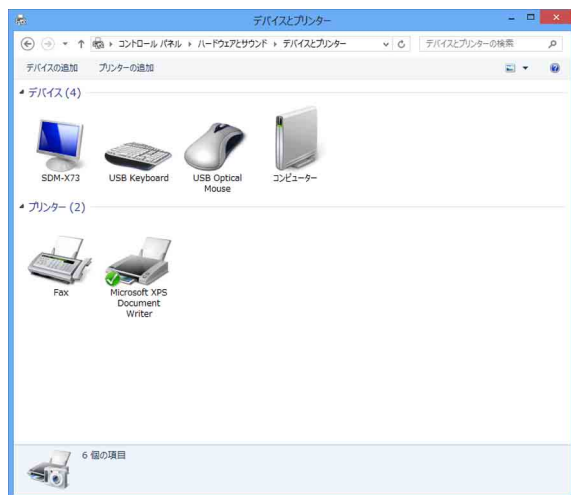 デバイスとプリンター
コントロール パネル ▸ ハードウェアとサウンド ▸ デバイスとプリンター
デバイスとプリンターの検索
デバイスの追加 プリンターの追加
デバイス (4)
SDM-X73
USB Keyboard
USB Optical
Mouse
コンピューター
プリンター (2)
Fax
Microsoft XPS
Document
Writer
6 個の項目